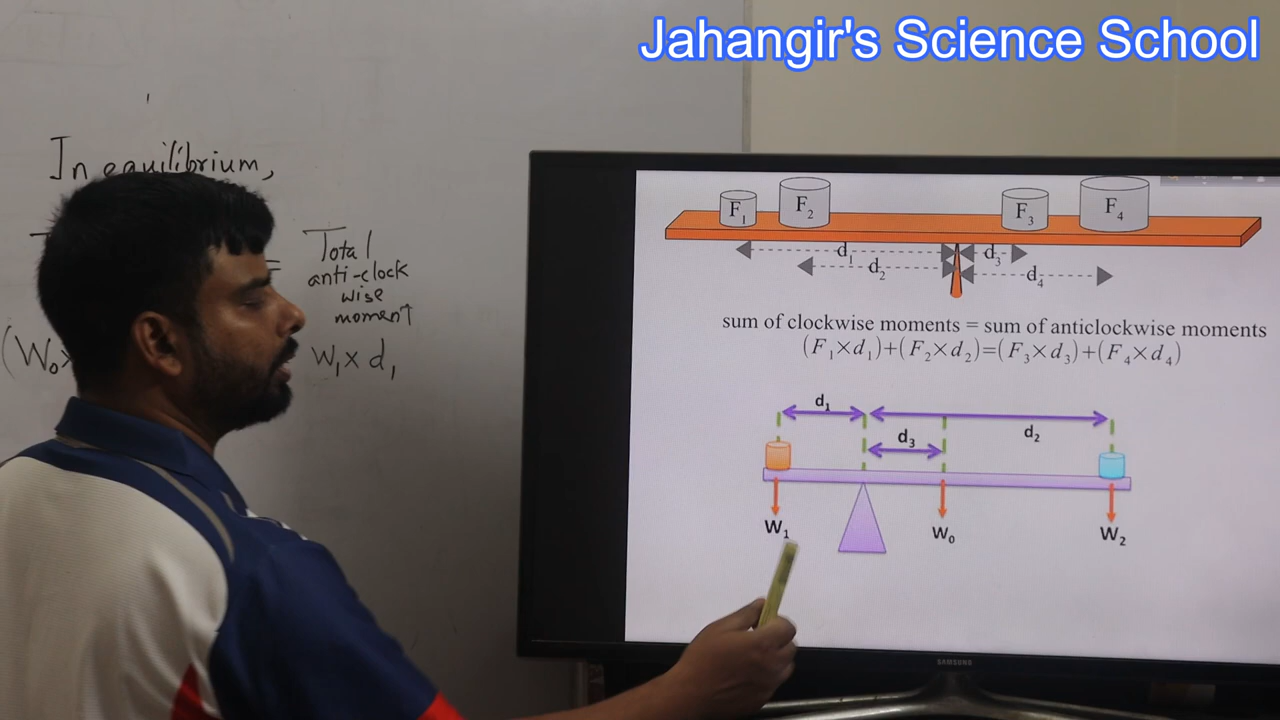 Jahangir's Science School
In equilibrium,
=
Total
anti-clock
wise
moment
(W₀×
W₁ × d₁
F₁ F₂ F₃ F₄
d₁ d₃
d₂ d₄
sum of clockwise moments = sum of anticlockwise moments
(F₁×d₁)+(F₂×d₂)=(F₃×d₃)+(F₄×d₄)
d₁
d₃ d₂
W₁ W₀ W₂
SAMSUNG